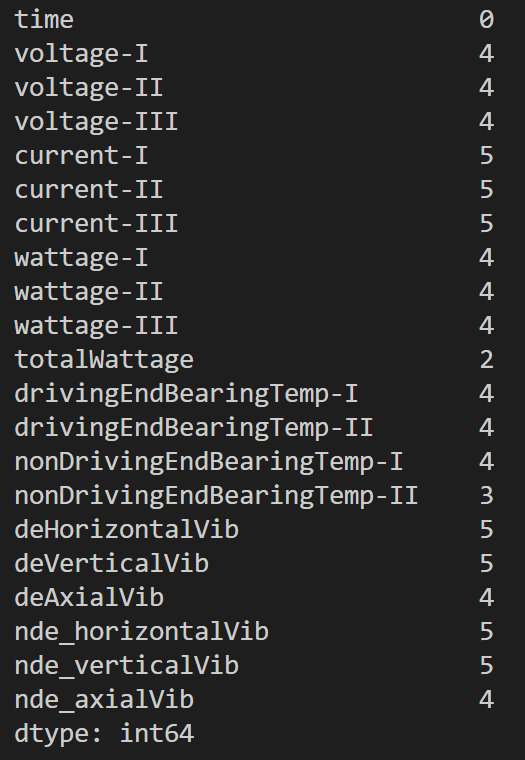 time 0
voltage-I 4
voltage-II 4
voltage-III 4
current-I 5
current-II 5
current-III 5
wattage-I 4
wattage-II 4
wattage-III 4
totalWattage 2
drivingEndBearingTemp-I 4
drivingEndBearingTemp-II 4
nonDrivingEndBearingTemp-I 4
nonDrivingEndBearingTemp-II 3
deHorizontalVib 5
deVerticalVib 5
deAxialVib 4
nde_horizontalVib 5
nde_verticalVib 5
nde_axialVib 4
dtype: int64